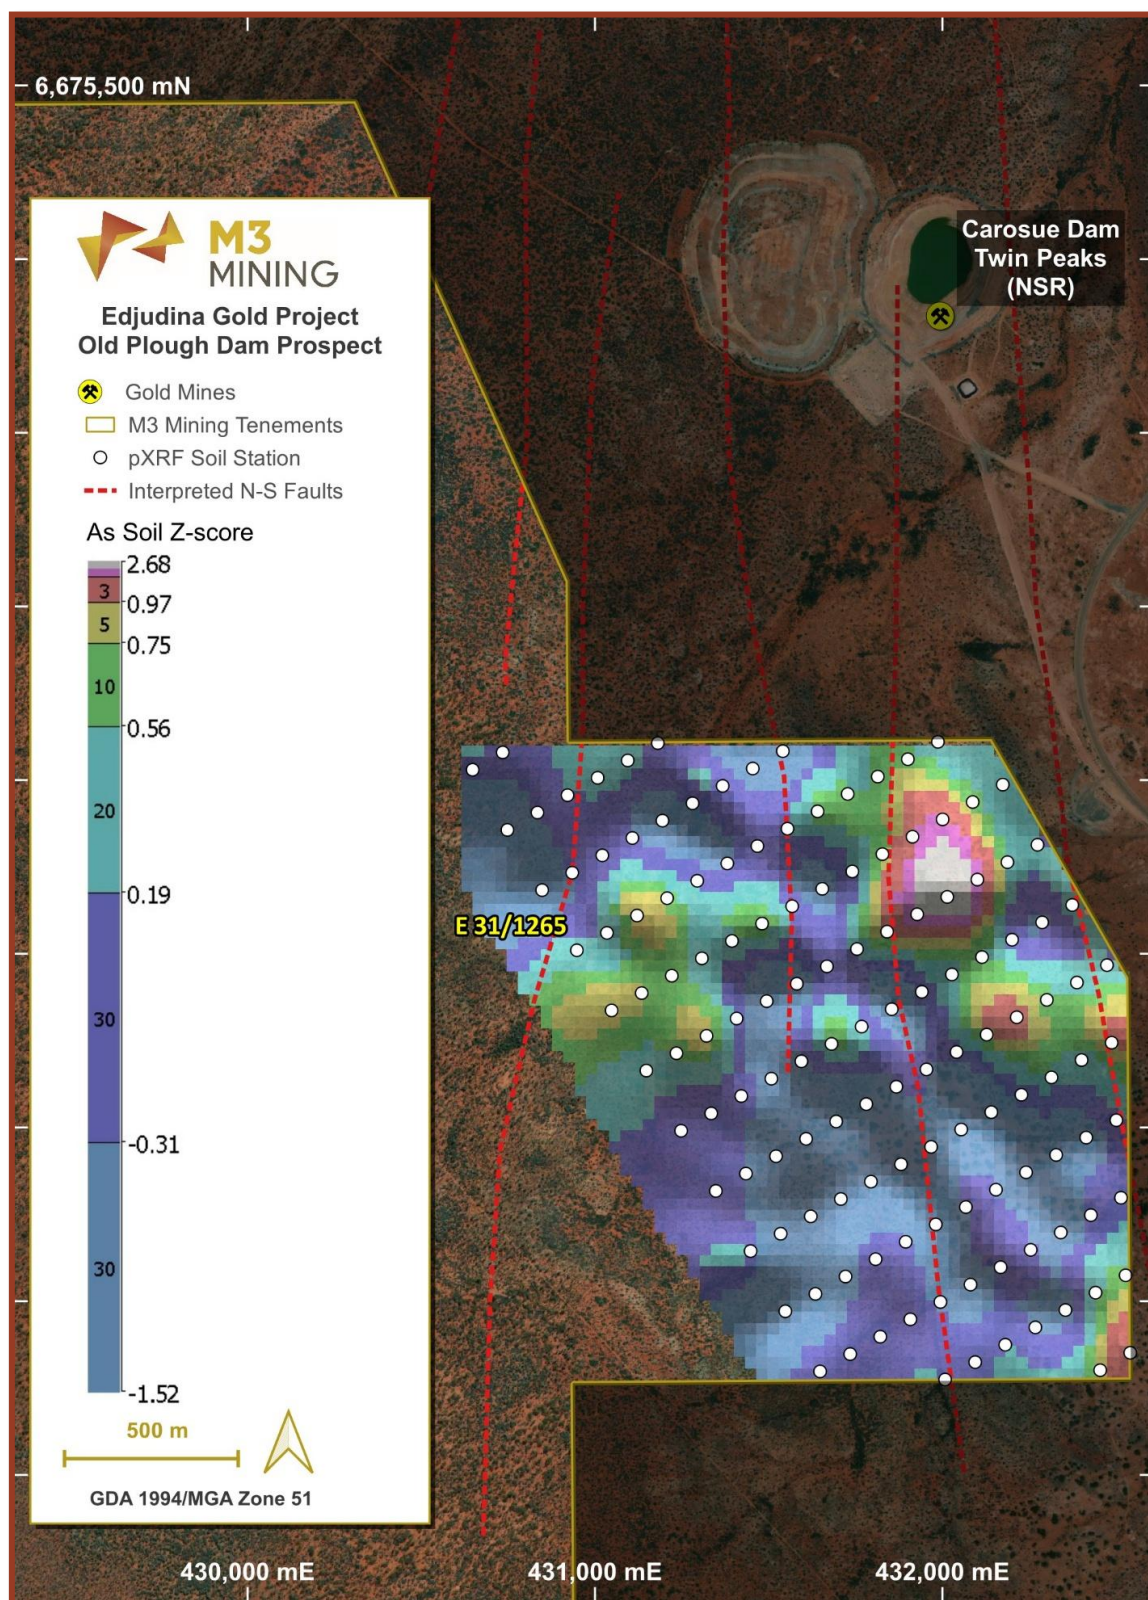 6,675,500 mN
M3
MINING
Edjudina Gold Project
Old Plough Dam Prospect
Gold Mines
M3 Mining Tenements
pXRF Soil Station
Interpreted N-S Faults
As Soil Z-score
2.68
3
0.97
5
0.75
10
0.56
20
0.19
30
-0.31
30
-1.52
500 m
GDA 1994/MGA Zone 51
Carosue Dam
Twin Peaks
(NSR)
E 31/1265
430,000 mE
431,000 mE
432,000 mE